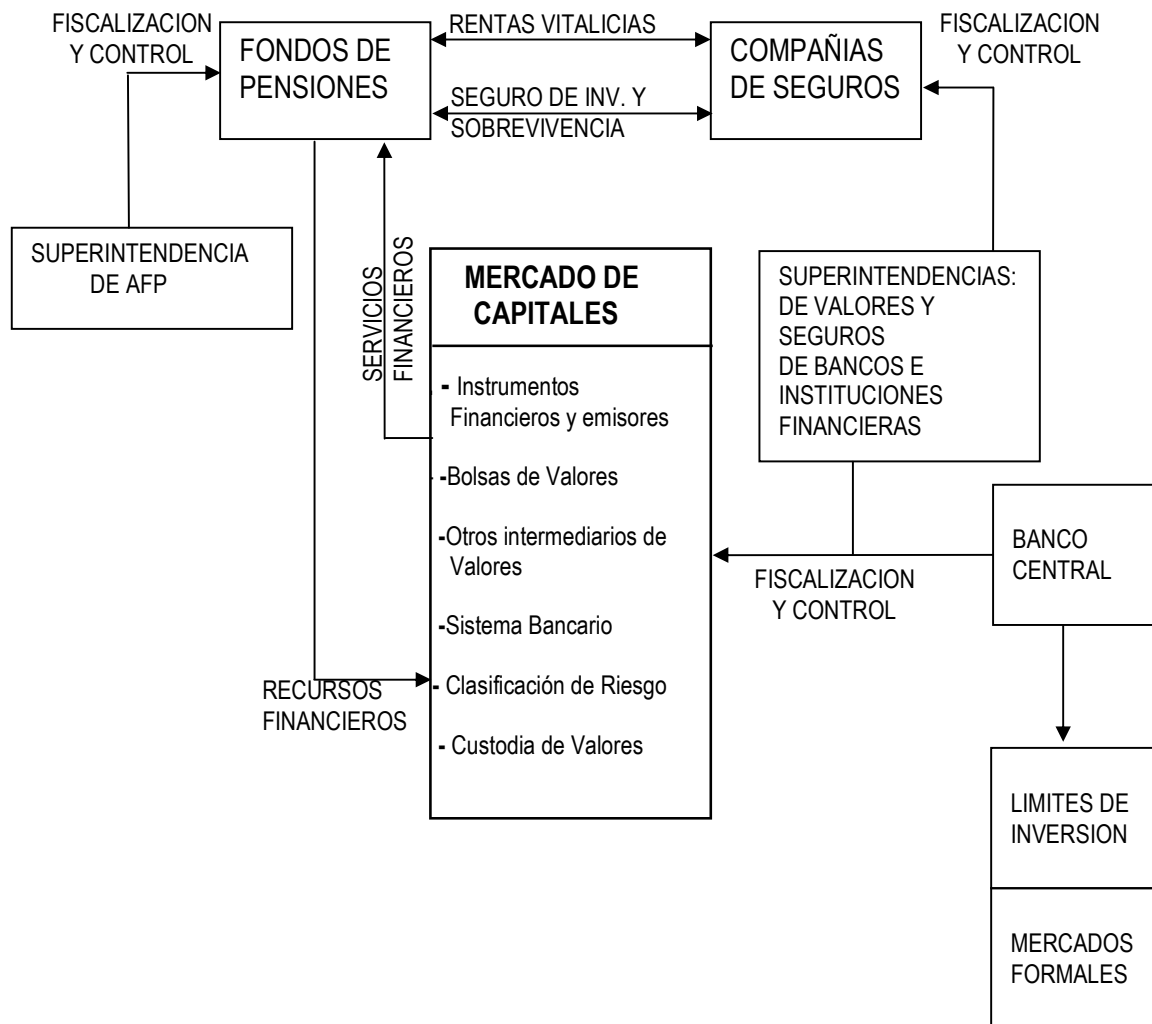 FISCALIZACION
Y CONTROL
FONDOS DE
PENSIONES
RENTAS VITALICIAS
SEGURO DE INV. Y
SOBREVIVENCIA
COMPAÑIAS
DE SEGUROS
FISCALIZACION
Y CONTROL
SUPERINTENDENCIA
DE AFP
SERVICIOS
FINANCIEROS
MERCADO DE
CAPITALES
- Instrumentos
Financieros y emisores
-Bolsas de Valores
-Otros intermediarios de
Valores
-Sistema Bancario
- Clasificación de Riesgo
- Custodia de Valores
SUPERINTENDENCIAS:
DE VALORES Y
SEGUROS
DE BANCOS E
INSTITUCIONES
FINANCIERAS
FISCALIZACION
Y CONTROL
BANCO
CENTRAL
RECURSOS
FINANCIEROS
LIMITES DE
INVERSION
MERCADOS
FORMALES